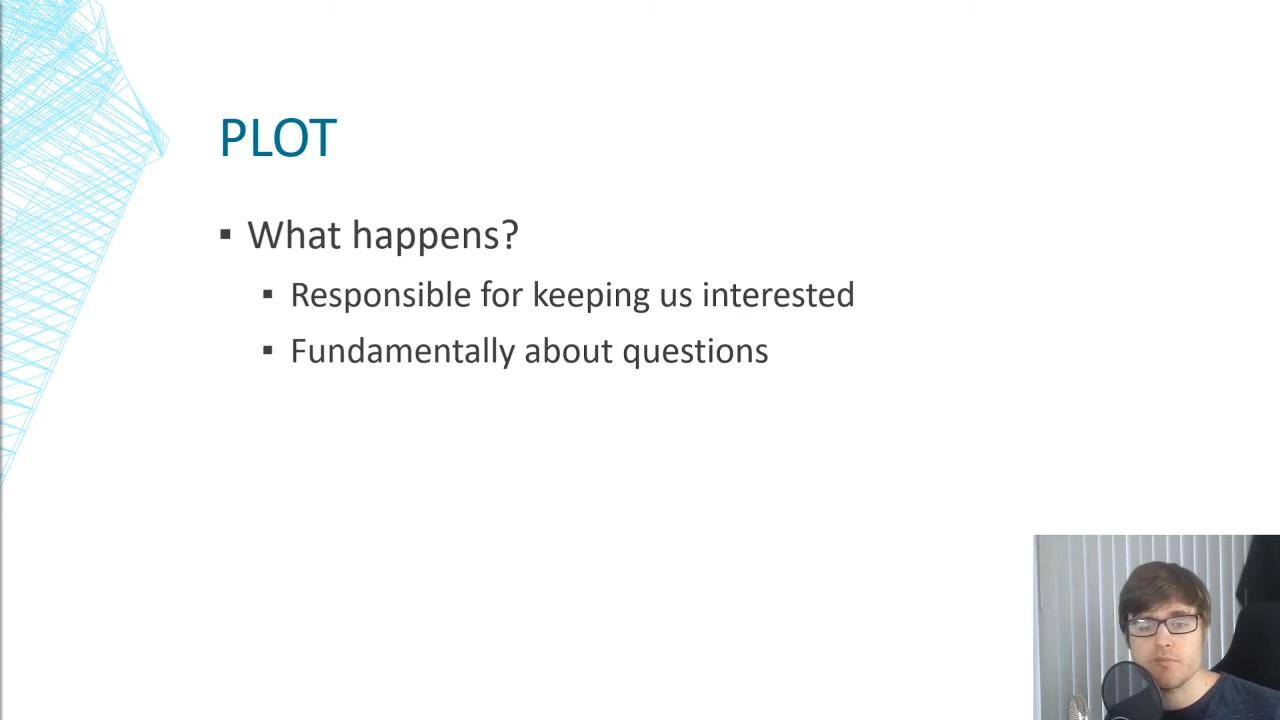 PLOT
▪ What happens?
▪ Responsible for keeping us interested
▪ Fundamentally about questions